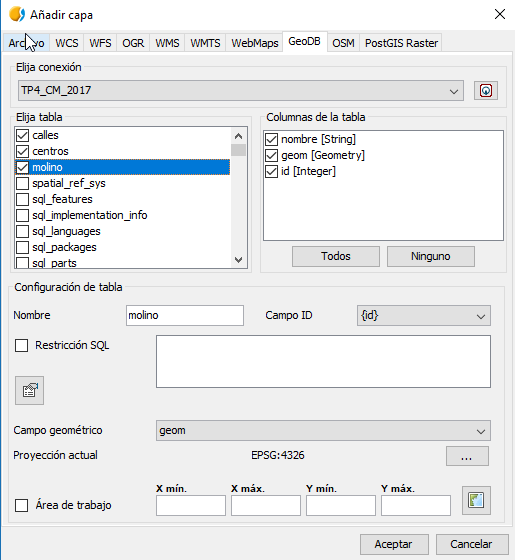 Añadir capa
Archivo WCS WFS OGR WMS WMTS WebMaps GeoDB OSM PostGIS Raster
Elija conexión
TP4_CM_2017
Elija tabla
calles
centros
molino
spatial_ref_sys
sql_features
sql_implementation_info
sql_languages
sql_packages
sql_parts
Columnas de la tabla
nombre [String]
geom [Geometry]
id [Integer]
Todos Ninguno
Configuración de tabla
Nombre molino Campo ID {id}
Restricción SQL
Campo geométrico geom
Proyección actual EPSG:4326 ...
X mín. X máx. Y mín. Y máx.
Área de trabajo
Aceptar Cancelar